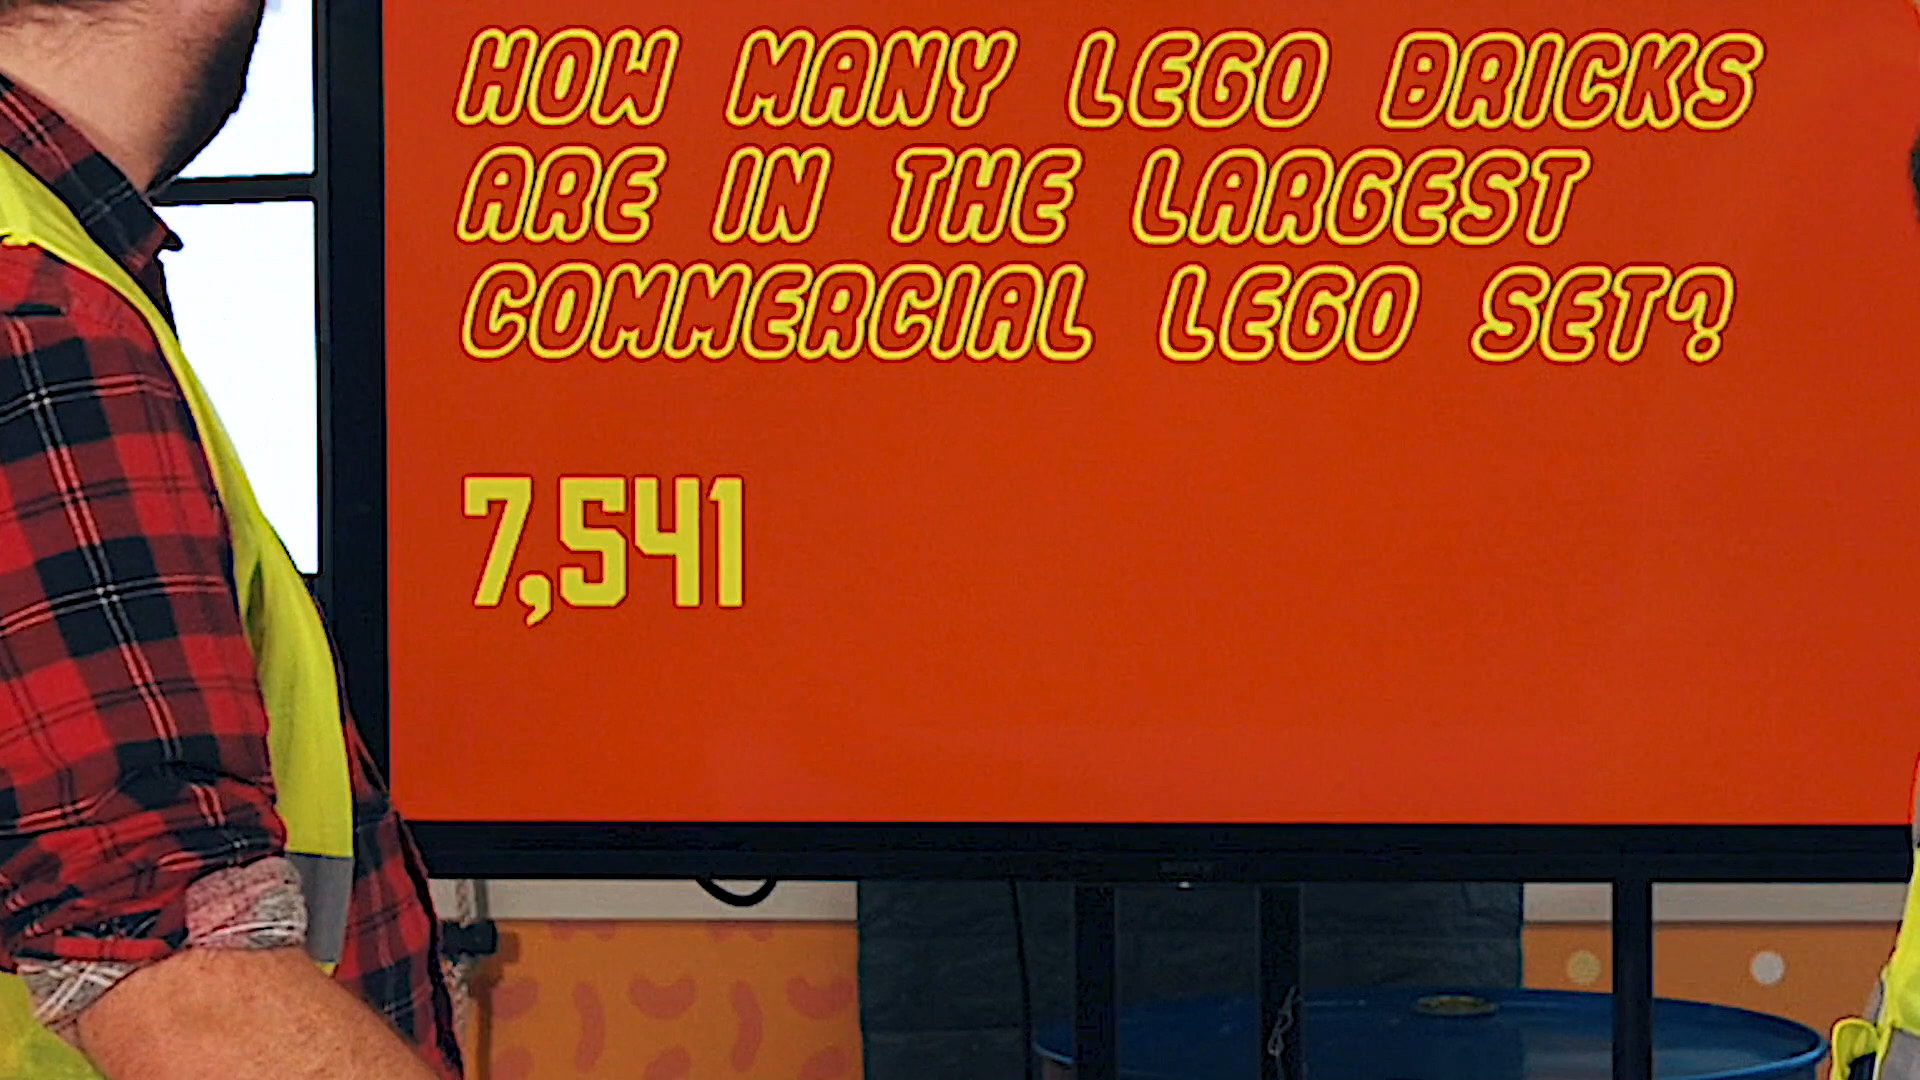 HOW MANY LEGO BRICKS
ARE IN THE LARGEST
COMMERCIAL LEGO SET?
7,541